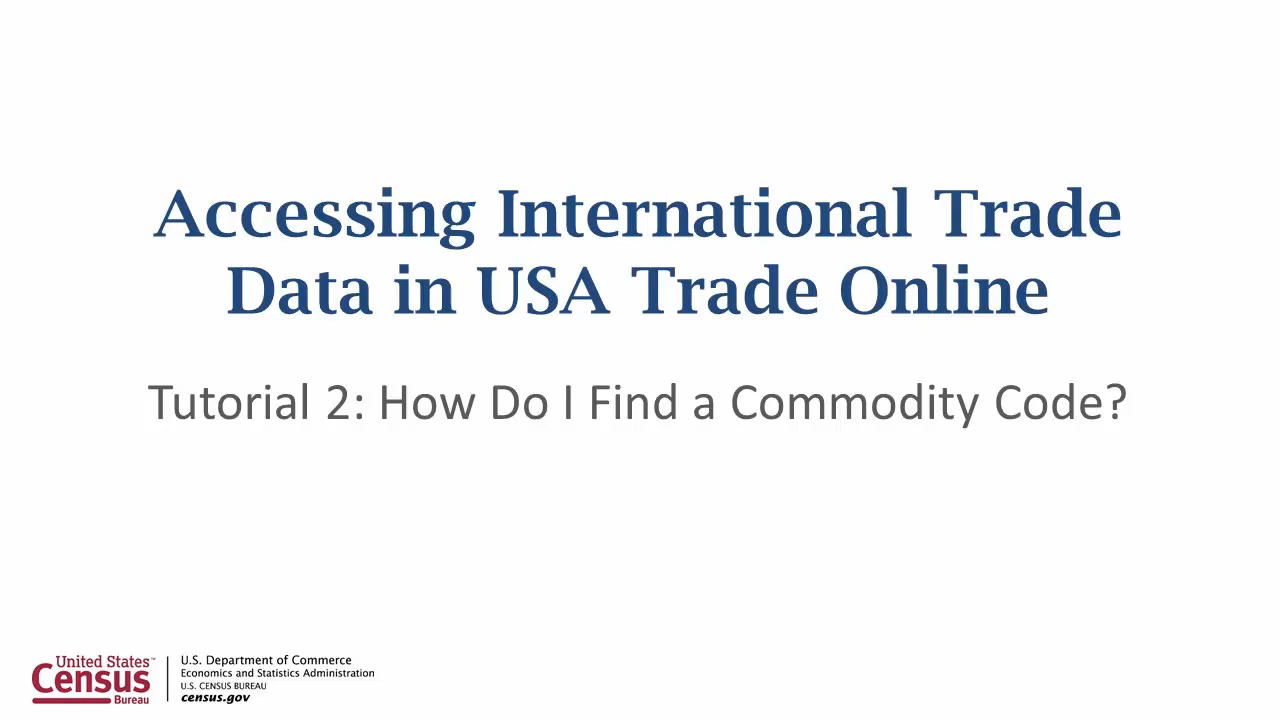 Accessing International Trade
Data in USA Trade Online
Tutorial 2: How Do I Find a Commodity Code?
United States™
Census
Bureau
U.S. Department of Commerce
Economics and Statistics Administration
U.S. CENSUS BUREAU
census.gov